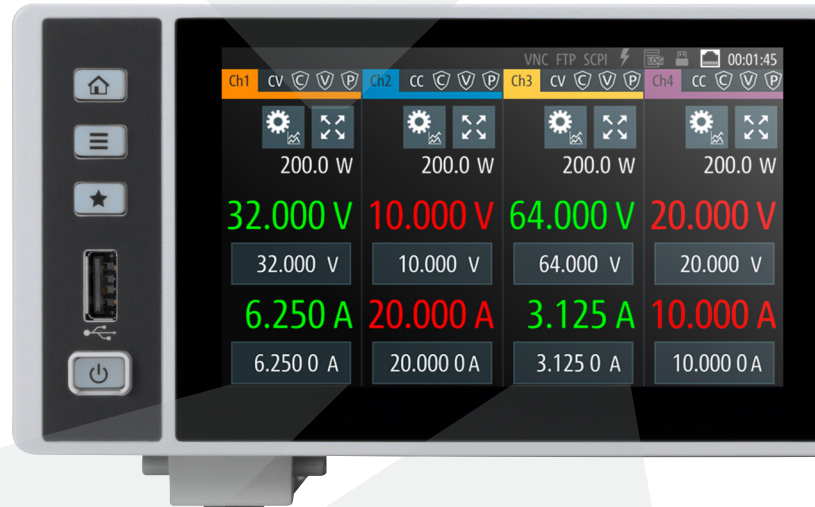 VNC FTP SCPI LOG 00:01:45
Ch1 CV C V P Ch2 CC C V P Ch3 CV C V P Ch4 CC C V P
200.0 W 200.0 W 200.0 W 200.0 W
32.000 V 10.000 V 64.000 V 20.000 V
32.000 V 10.000 V 64.000 V 20.000 V
6.250 A 20.000 A 3.125 A 10.000 A
6.250 0 A 20.000 0 A 3.125 0 A 10.000 0 A